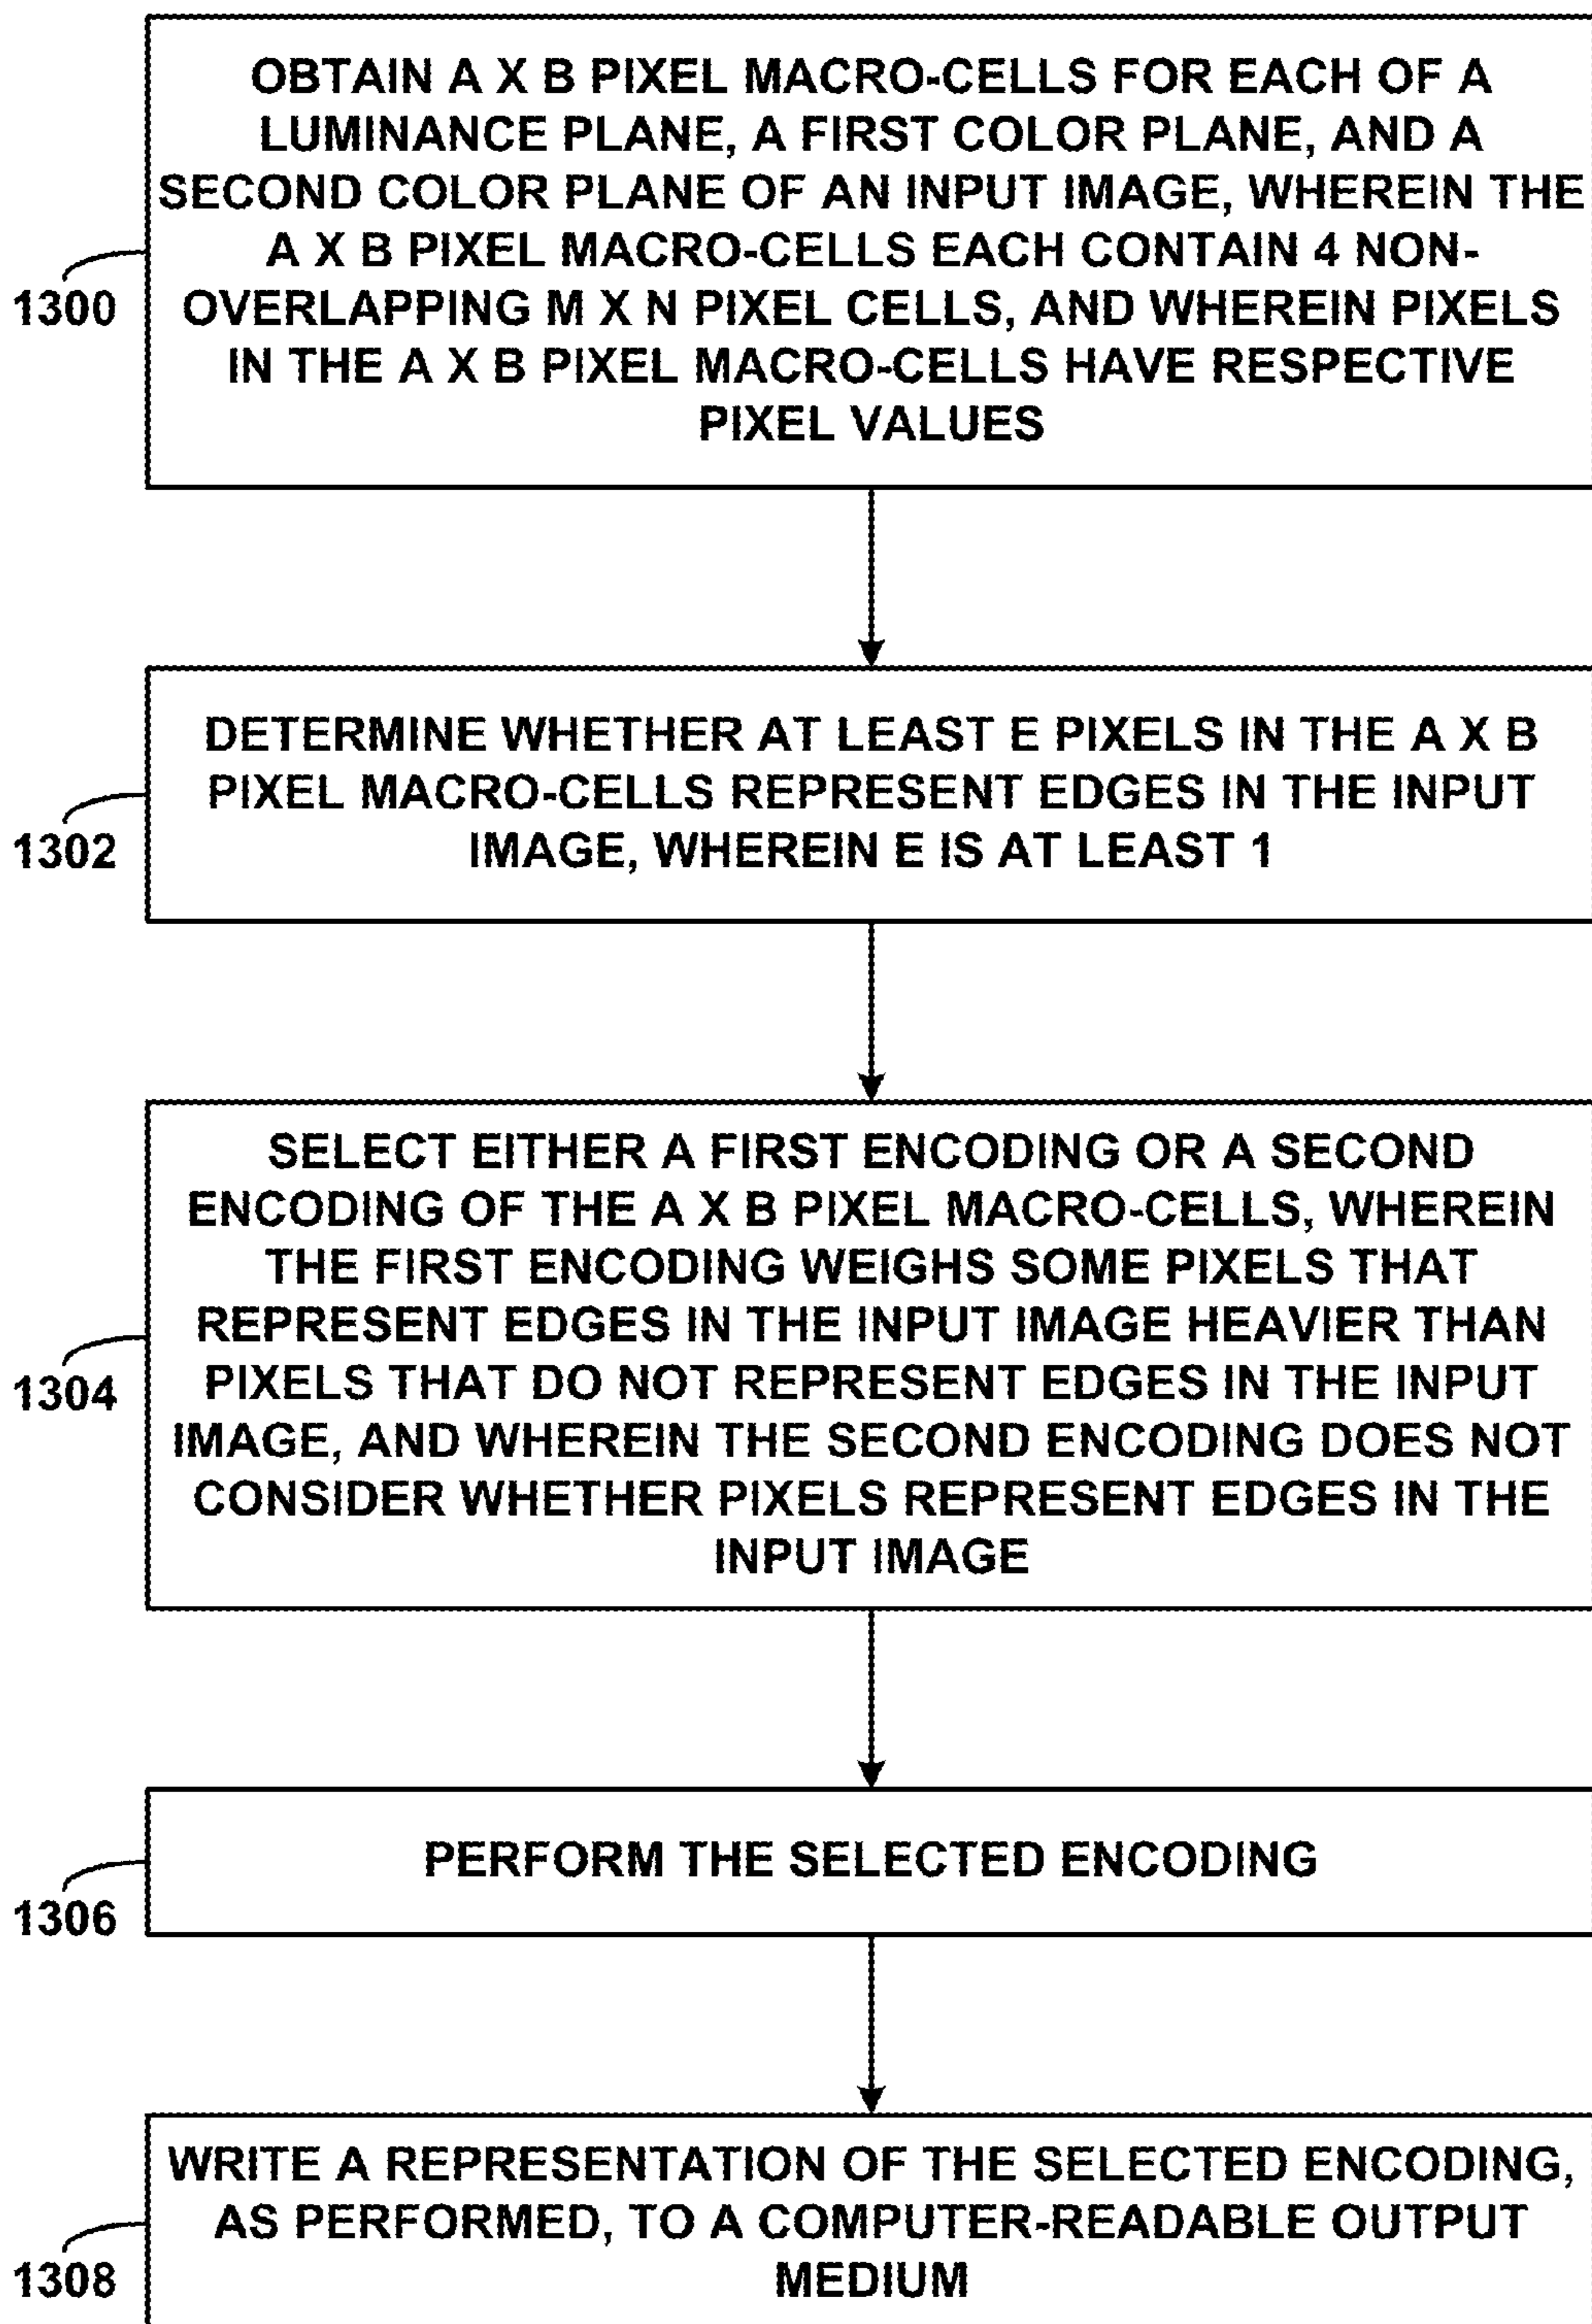 OBTAIN A X B PIXEL MACRO-CELLS FOR EACH OF A
LUMINANCE PLANE, A FIRST COLOR PLANE, AND A
SECOND COLOR PLANE OF AN INPUT IMAGE, WHEREIN THE
A X B PIXEL MACRO-CELLS EACH CONTAIN 4 NON-
OVERLAPPING M X N PIXEL CELLS, AND WHEREIN PIXELS
IN THE A X B PIXEL MACRO-CELLS HAVE RESPECTIVE
PIXEL VALUES
1300
DETERMINE WHETHER AT LEAST E PIXELS IN THE A X B
PIXEL MACRO-CELLS REPRESENT EDGES IN THE INPUT
IMAGE, WHEREIN E IS AT LEAST 1
1302
SELECT EITHER A FIRST ENCODING OR A SECOND
ENCODING OF THE A X B PIXEL MACRO-CELLS, WHEREIN
THE FIRST ENCODING WEIGHS SOME PIXELS THAT
REPRESENT EDGES IN THE INPUT IMAGE HEAVIER THAN
PIXELS THAT DO NOT REPRESENT EDGES IN THE INPUT
IMAGE, AND WHEREIN THE SECOND ENCODING DOES NOT
CONSIDER WHETHER PIXELS REPRESENT EDGES IN THE
INPUT IMAGE
1304
PERFORM THE SELECTED ENCODING
1306
WRITE A REPRESENTATION OF THE SELECTED ENCODING,
AS PERFORMED, TO A COMPUTER-READABLE OUTPUT
MEDIUM
1308